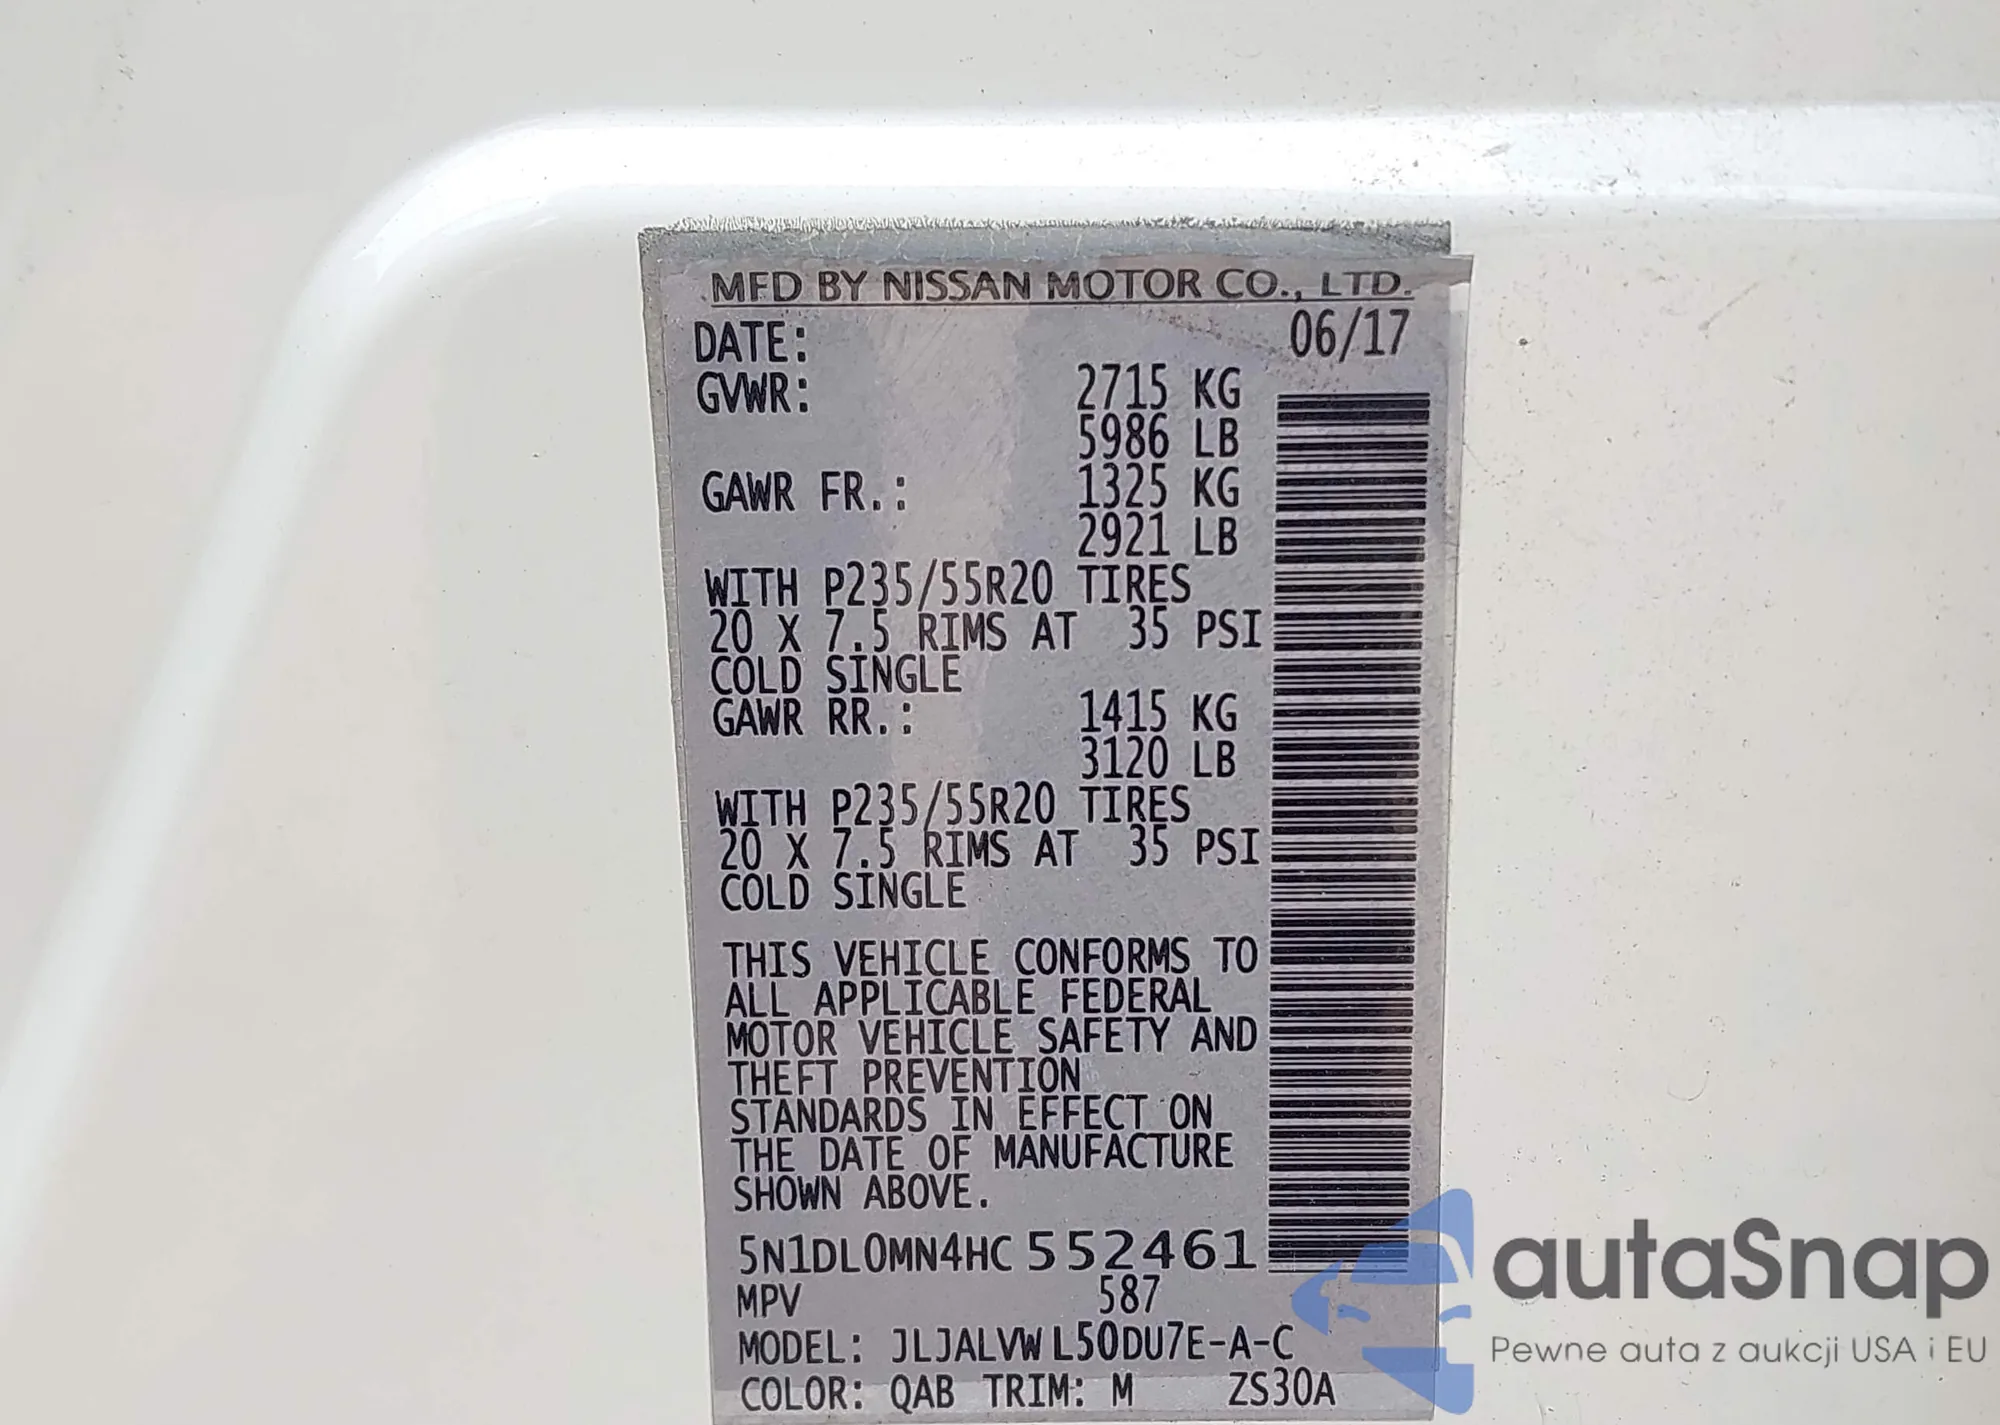 MFD BY NISSAN MOTOR CO., LTD.
DATE: 06/17
GVWR: 2715 KG
5986 LB
GAWR FR.: 1325 KG
2921 LB
WITH P235/55R20 TIRES
20 X 7.5 RIMS AT 35 PSI
COLD SINGLE
GAWR RR.: 1415 KG
3120 LB
WITH P235/55R20 TIRES
20 X 7.5 RIMS AT 35 PSI
COLD SINGLE
THIS VEHICLE CONFORMS TO
ALL APPLICABLE FEDERAL
MOTOR VEHICLE SAFETY AND
THEFT PREVENTION
STANDARDS IN EFFECT ON
THE DATE OF MANUFACTURE
SHOWN ABOVE.
5N1DL0MN4HC552461
MPV 587
MODEL: JLJALVWL50DU7E-A-C
COLOR: QAB TRIM: M ZS30A
autaSnap
Pewne auta z aukcji USA i EU